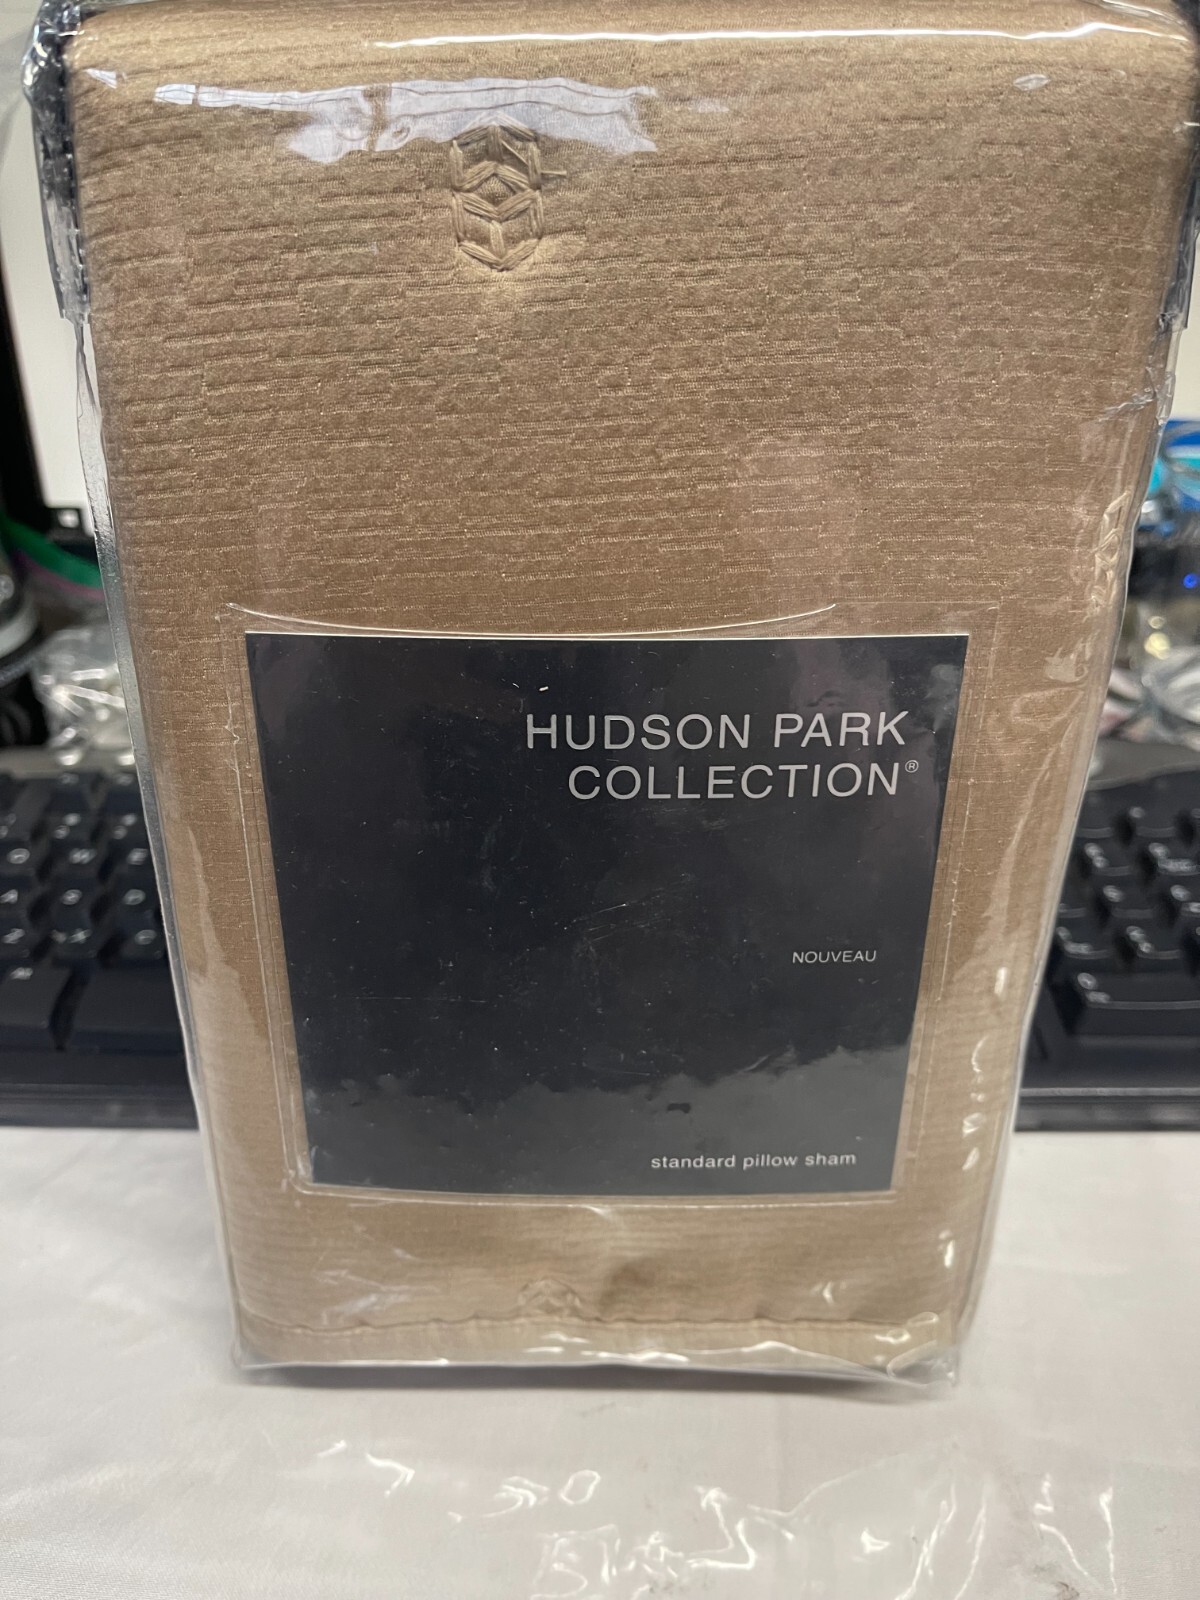 HUDSON PARK
COLLECTION®
NOUVEAU
standard pillow sham